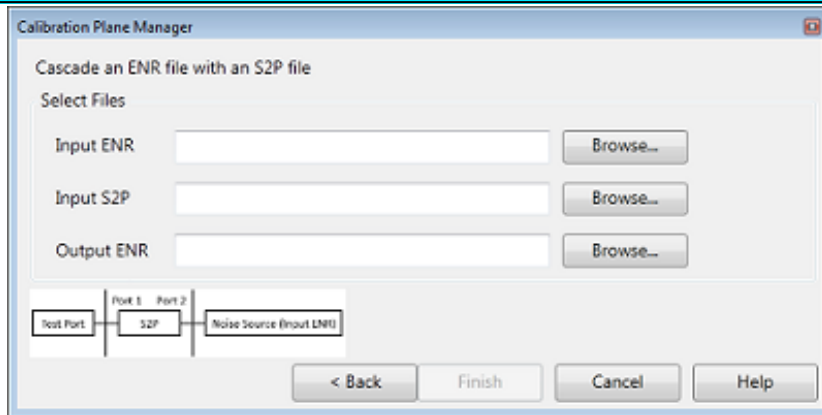 Calibration Plane Manager
Cascade an ENR file with an S2P file
Select Files
Input ENR Browse...
Input S2P Browse...
Output ENR Browse...
Port 1 Port 2
Test Port S2P Noise Source (Input ENR)
< Back Finish Cancel Help